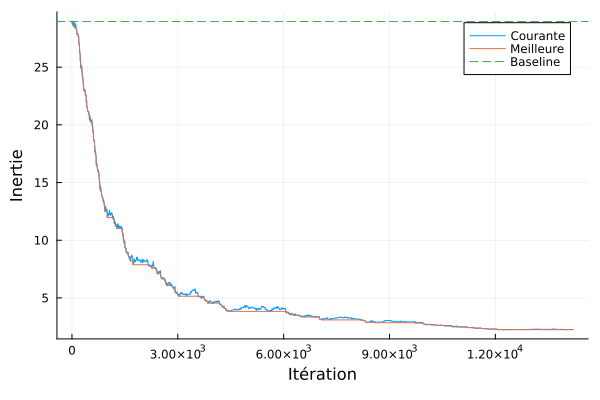 Courante
Meilleure
Baseline
Inertie
25
20
15
10
5
0
3.00×10³
6.00×10³
9.00×10³
1.20×10⁴
Itération